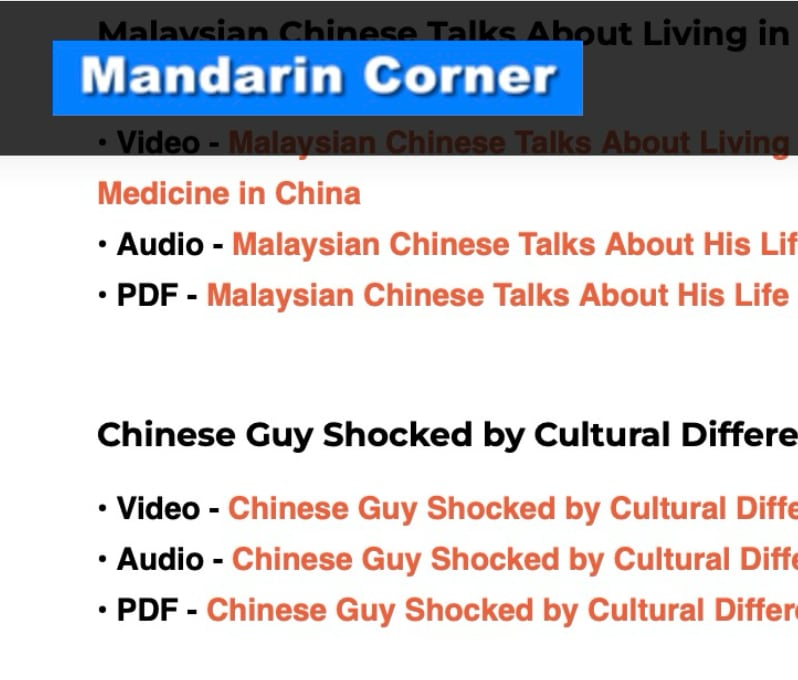 Malaysian Chinese Talks About Living in
Mandarin Corner
• Video - Malaysian Chinese Talks About Living
Medicine in China
• Audio - Malaysian Chinese Talks About His Lif
• PDF - Malaysian Chinese Talks About His Life
Chinese Guy Shocked by Cultural Differe
• Video - Chinese Guy Shocked by Cultural Diffe
• Audio - Chinese Guy Shocked by Cultural Diffe
• PDF - Chinese Guy Shocked by Cultural Differe